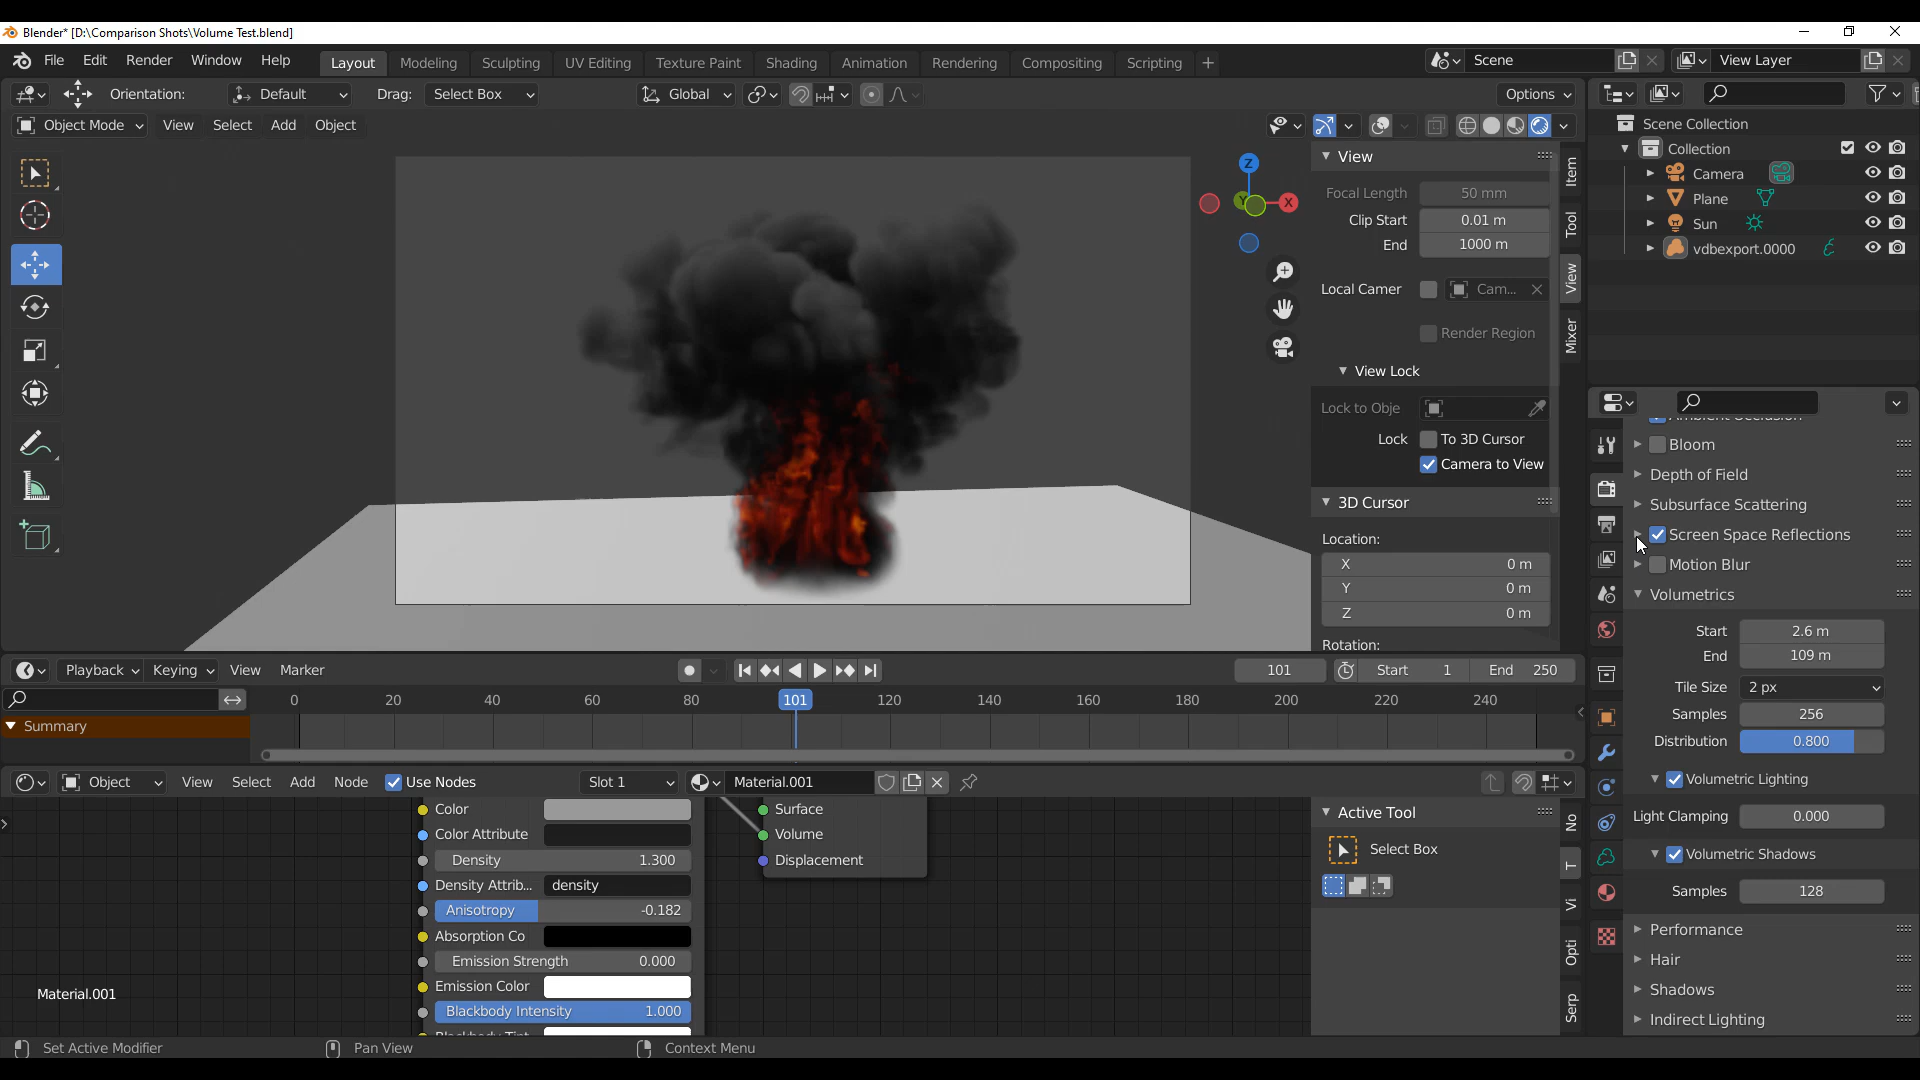 Blender* [D:\Comparison Shots\Volume Test.blend]
File Edit Render Window Help Layout Modeling Sculpting UV Editing Texture Paint Shading Animation Rendering Compositing Scripting + Scene View Layer
Orientation: Default Drag: Select Box Global Options
Object Mode View Select Add Object
Scene Collection
Collection
Camera
Plane
Sun
vdbexport.0000
Z
Y
X
View
Focal Length 50 mm
Clip Start 0.01 m
End 1000 m
Local Camer Cam...
Render Region
View Lock
Lock to Obje
Lock To 3D Cursor
Camera to View
3D Cursor
Location:
X 0 m
Y 0 m
Z 0 m
Rotation:
Item
Tool
View
Mixer
Ambient Occlusion
Bloom
Depth of Field
Subsurface Scattering
Screen Space Reflections
Motion Blur
Volumetrics
Start 2.6 m
End 109 m
Tile Size 2 px
Samples 256
Distribution 0.800
Volumetric Lighting
Light Clamping 0.000
Volumetric Shadows
Samples 128
Performance
Hair
Shadows
Indirect Lighting
Playback Keying View Marker 101 Start 1 End 250
0 20 40 60 80 101 120 140 160 180 200 220 240
Summary
Object View Select Add Node Use Nodes Slot 1 Material.001
Color
Color Attribute
Density 1.300
Density Attrib... density
Anisotropy -0.182
Absorption Co
Emission Strength 0.000
Emission Color
Blackbody Intensity 1.000
Blackbody Tint
Surface
Volume
Displacement
Material.001
Active Tool
Select Box
No
T
Vi
Opti
Serp
Set Active Modifier Pan View Context Menu